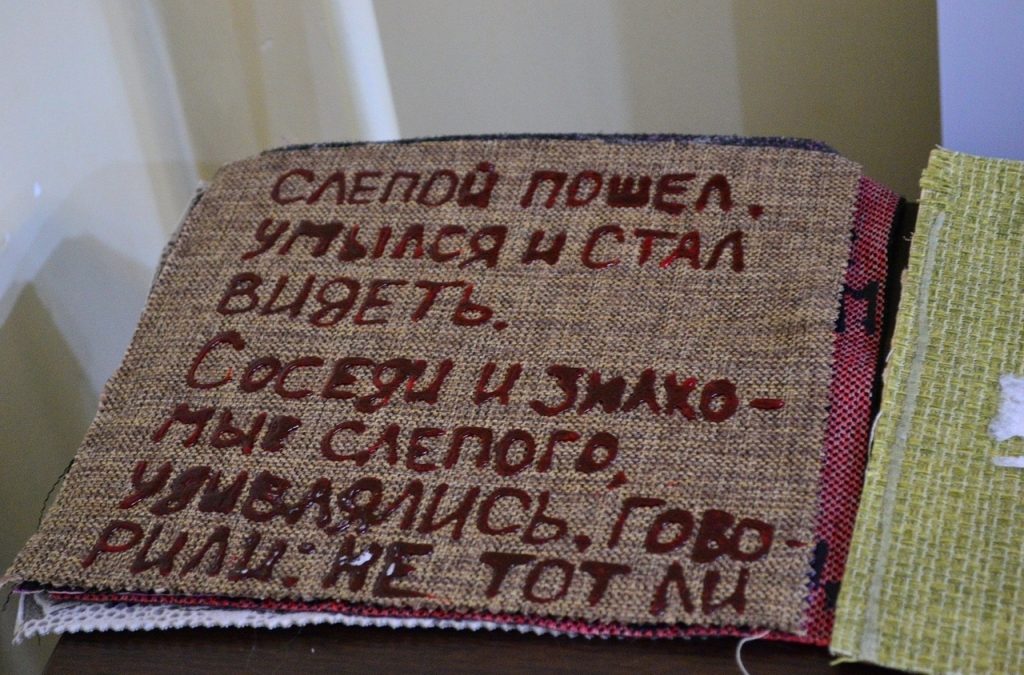 СЛЕПОЙ ПОШЕЛ.
УМЫЛСЯ И СТАЛ
ВИДЕТЬ.
СОСЕДИ И ЗНАКО-
МЫЕ СЛЕПОГО,
УДИВЛЯЛИСЬ. ГОВО-
РИЛИ: НЕ ТОТ ЛИ